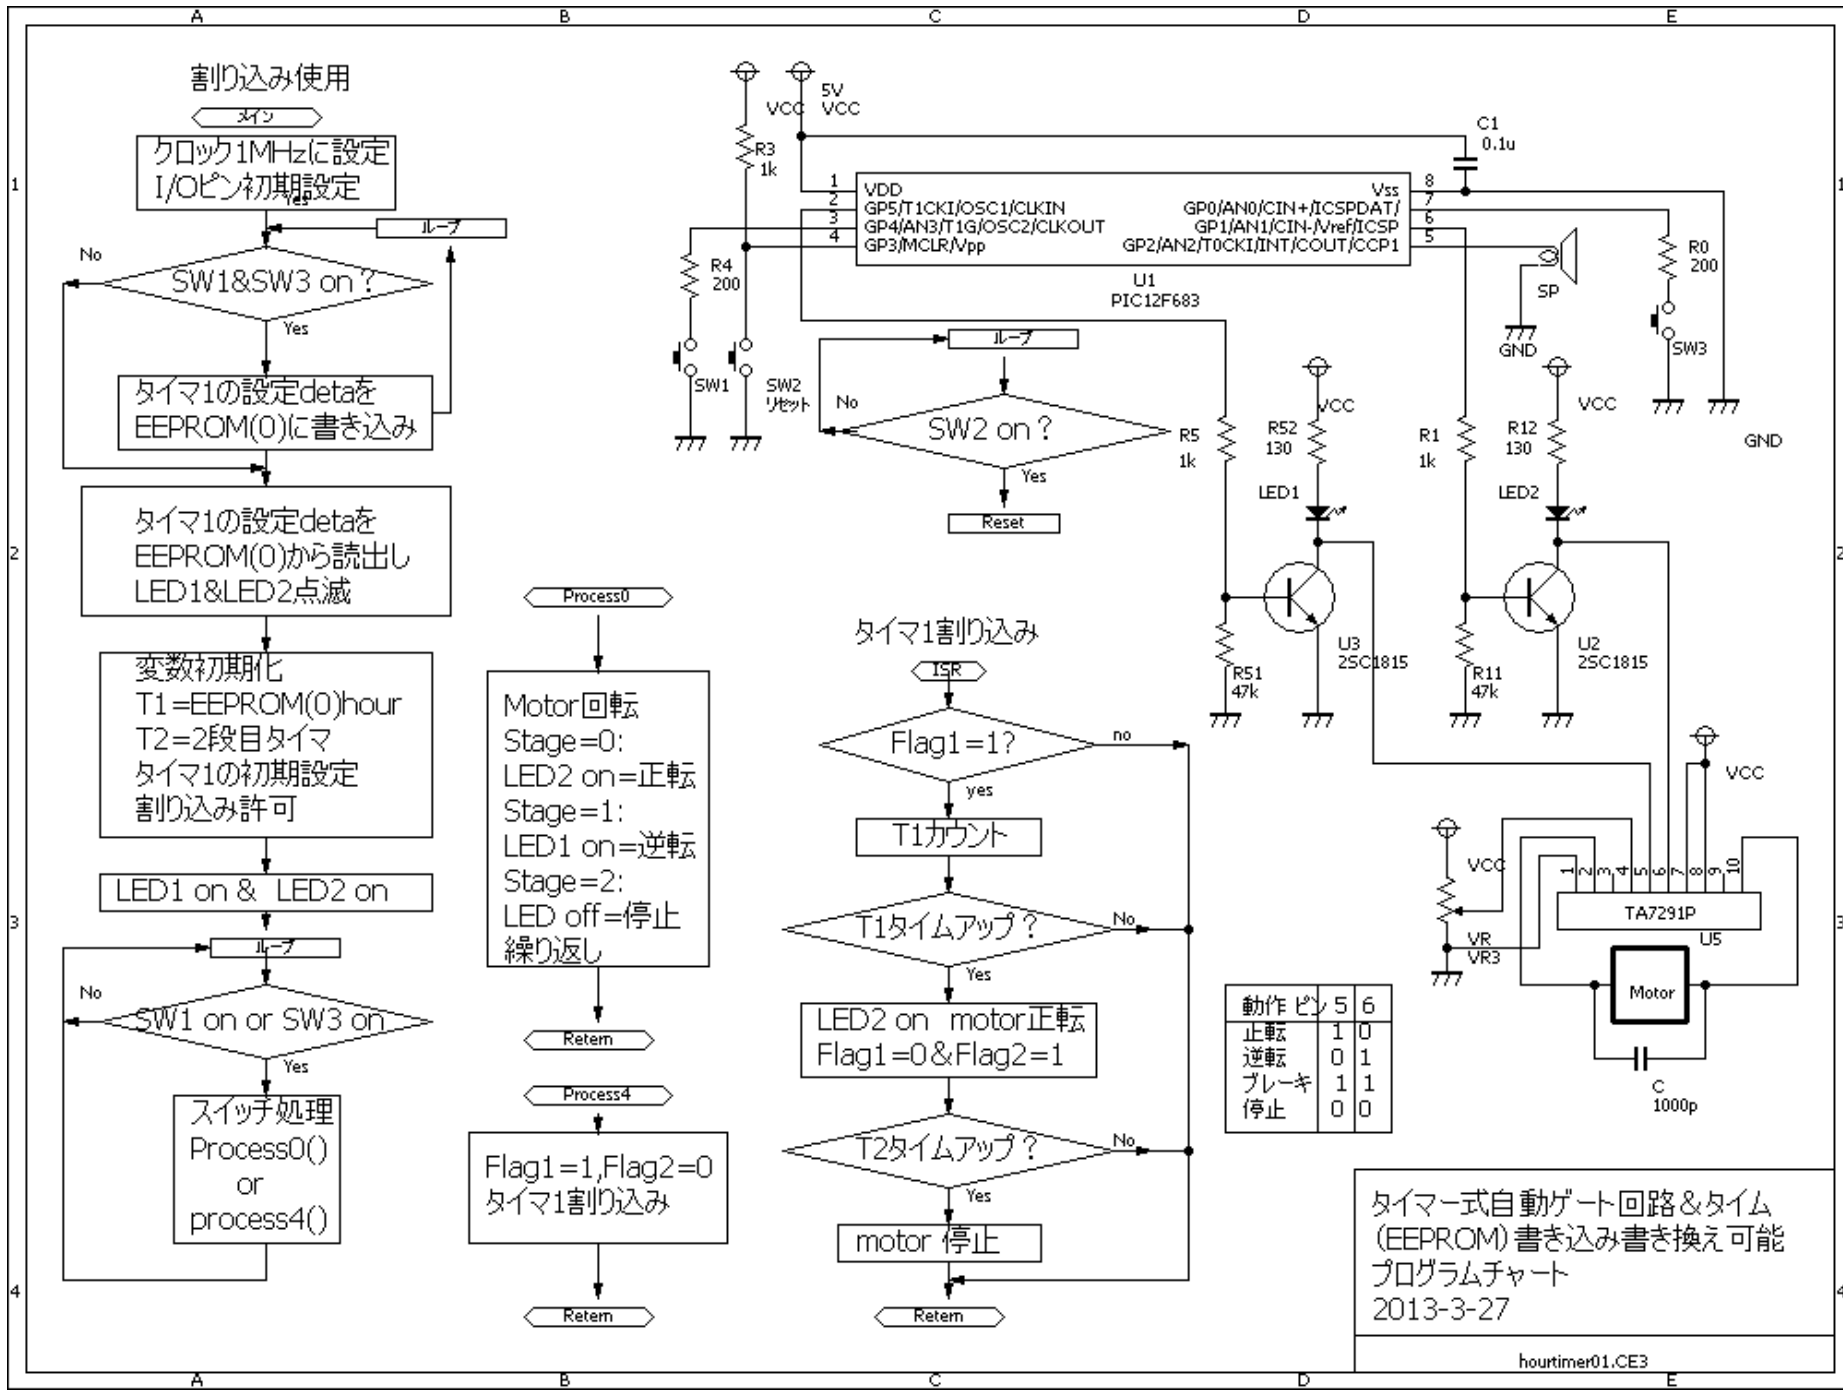 A
B
C
D
E
割り込み使用
メイン
クロック1MHzに設定
I/Oピン初期設定
Yes
ループ
No
SW1&SW3 on？
Yes
タイマ1の設定detaを
EEPROM(0)に書き込み
タイマ1の設定detaを
EEPROM(0)から読出し
LED1&LED2点滅
変数初期化
T1=EEPROM(0)hour
T2=2段目タイマ
タイマ1の初期設定
割り込み許可
LED1 on & LED2 on
ループ
No
SW1 on or SW3 on
Yes
スイッチ処理
Process0()
or
process4()
Process0
Motor回転
Stage=0:
LED2 on=正転
Stage=1:
LED1 on=逆転
Stage=2:
LED off=停止
繰り返し
Retern
Process4
Flag1=1,Flag2=0
タイマ1割り込み
Retern
ループ
No
SW2 on？
Yes
Reset
タイマ1割り込み
ISR
Flag1=1?
no
yes
T1カウント
T1タイムアップ？
No
Yes
LED2 on motor正転
Flag1=0&Flag2=1
T2タイムアップ？
No
Yes
motor 停止
Retern
VCC
5V
VCC
R3
1k
C1
0.1u
1
2
3
4
VDD
GP5/T1CKI/OSC1/CLKIN
GP4/AN3/T1G/OSC2/CLKOUT
GP3/MCLR/Vpp
Vss
GP0/AN0/CIN+/ICSPDAT/
GP1/AN1/CIN-/Vref/ICSP
GP2/AN2/T0CKI/INT/COUT/CCP1
8
7
6
5
U1
PIC12F683
R4
200
SW1
SW2
リセット
SP
GND
R0
200
SW3
GND
VCC
R52
130
LED1
R5
1k
R51
47k
U3
2SC1815
VCC
R12
130
LED2
R1
1k
R11
47k
U2
2SC1815
VCC
VCC
1 2 3 4 5 6 7 8 9 10
TA7291P
U5
VR
VR3
Motor
C
1000p
動作 ピン 5 6
正転 1 0
逆転 0 1
ブレーキ 1 1
停止 0 0
タイマー式自動ゲート回路＆タイム
（EEPROM）書き込み書き換え可能
プログラムチャート
2013-3-27
hourtimer01.CE3
1
2
3
4
1
2
3
4
A
B
C
D
E